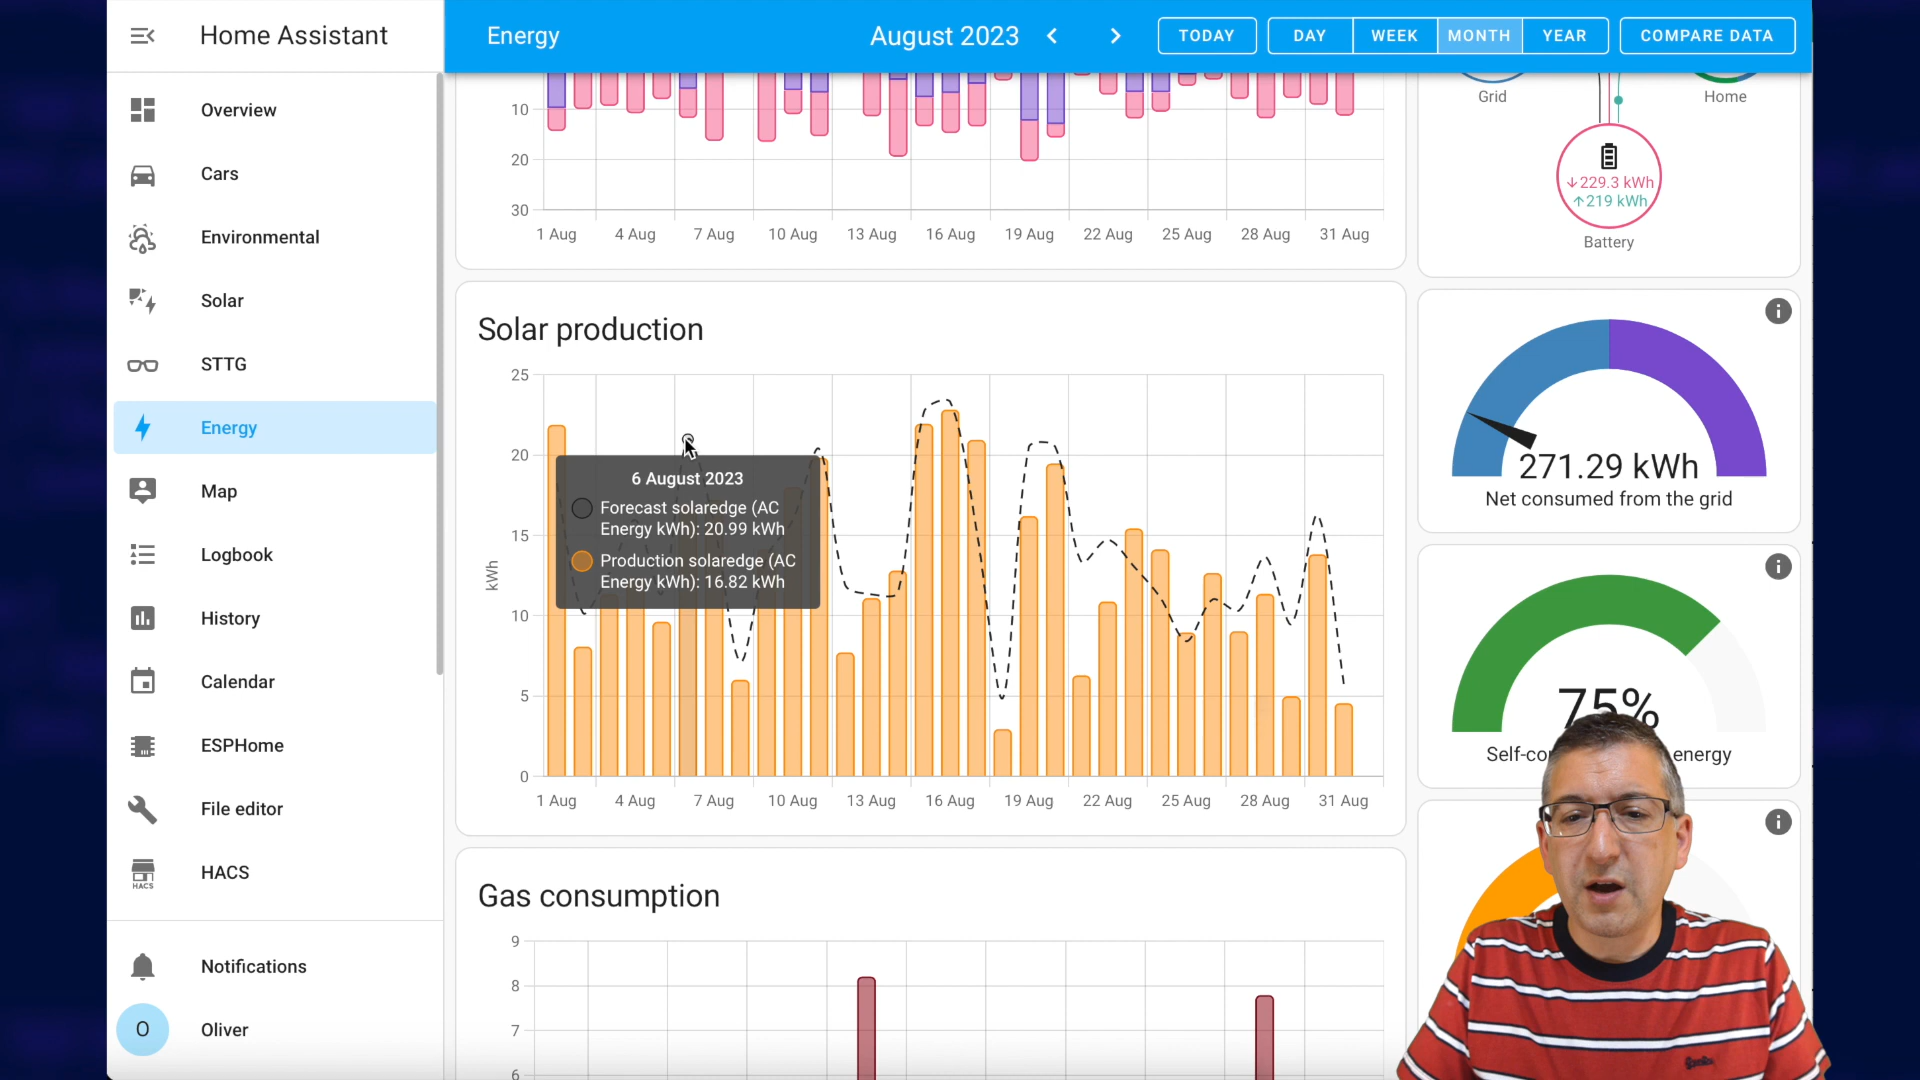 Home Assistant
Overview
Cars
Environmental
Solar
STTG
Energy
Map
Logbook
History
Calendar
ESPHome
File editor
HACS
HACS
Notifications
O
Oliver
Energy
August 2023
TODAY
DAY
WEEK
MONTH
YEAR
COMPARE DATA
10
20
30
1 Aug
4 Aug
7 Aug
10 Aug
13 Aug
16 Aug
19 Aug
22 Aug
25 Aug
28 Aug
31 Aug
Solar production
25
20
15
10
5
0
kWh
6 August 2023
Forecast solaredge (AC
Energy kWh): 20.99 kWh
Production solaredge (AC
Energy kWh): 16.82 kWh
1 Aug
4 Aug
7 Aug
10 Aug
13 Aug
16 Aug
19 Aug
22 Aug
25 Aug
28 Aug
31 Aug
Gas consumption
9
8
7
6
Grid
Home
↓229.3 kWh
↑219 kWh
Battery
271.29 kWh
Net consumed from the grid
75%
Self-co energy